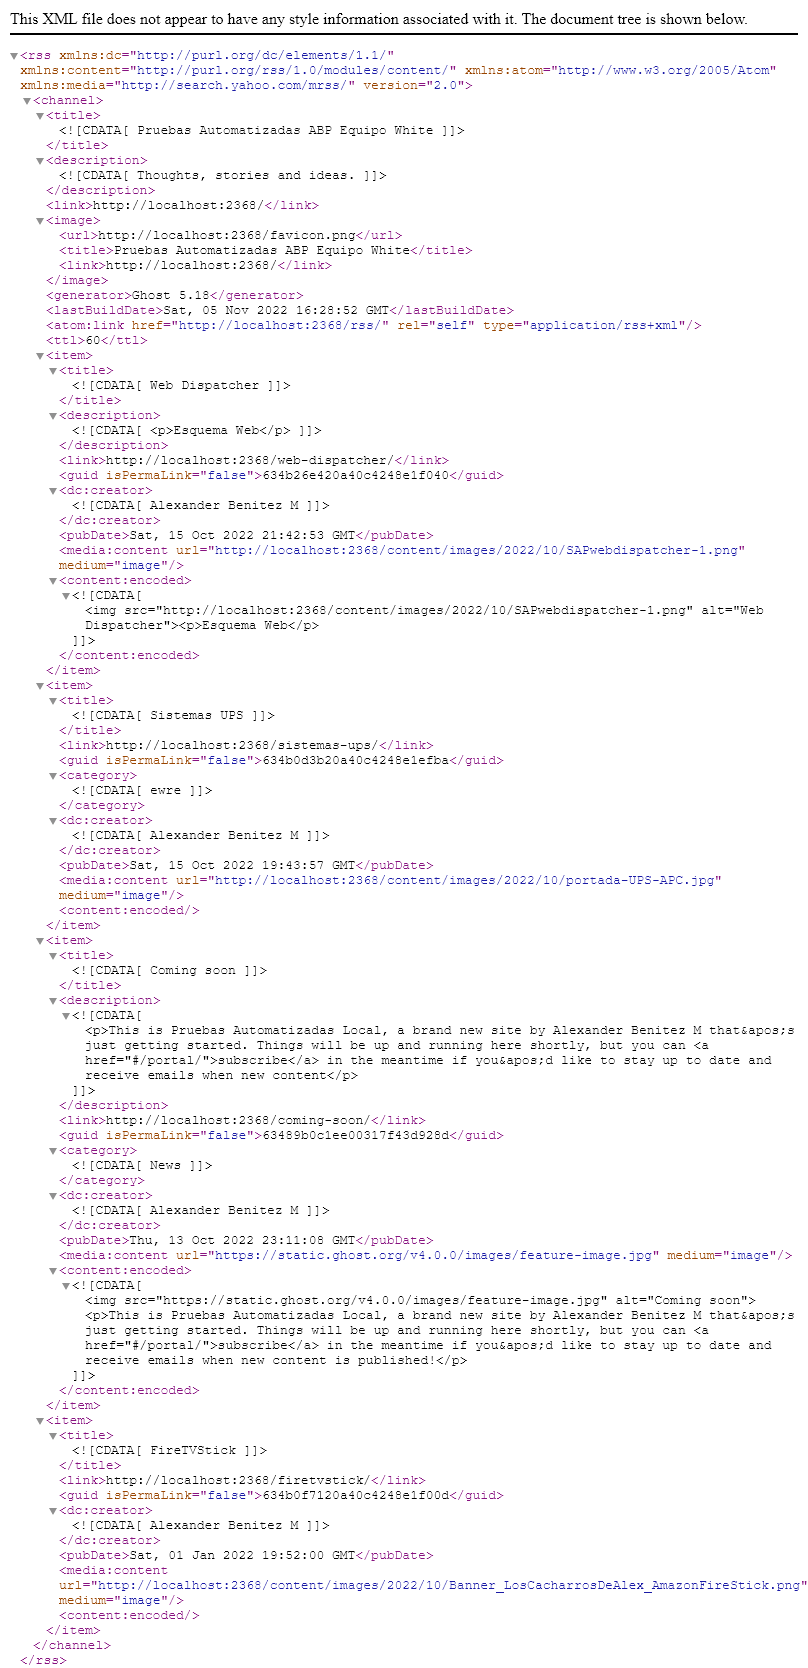 This XML file does not appear to have any style information associated with it. The document tree is shown below.
▼<rss xmlns:dc="http://purl.org/dc/elements/1.1/"
xmlns:content="http://purl.org/rss/1.0/modules/content/" xmlns:atom="http://www.w3.org/2005/Atom"
xmlns:media="http://search.yahoo.com/mrss/" version="2.0">
▼<channel>
▼<title>
<![CDATA[ Pruebas Automatizadas ABP Equipo White ]]>
</title>
▼<description>
<![CDATA[ Thoughts, stories and ideas. ]]>
</description>
<link>http://localhost:2368/</link>
▼<image>
<url>http://localhost:2368/favicon.png</url>
<title>Pruebas Automatizadas ABP Equipo White</title>
<link>http://localhost:2368/</link>
</image>
<generator>Ghost 5.18</generator>
<lastBuildDate>Sat, 05 Nov 2022 16:28:52 GMT</lastBuildDate>
<atom:link href="http://localhost:2368/rss/" rel="self" type="application/rss+xml"/>
<ttl>60</ttl>
▼<item>
▼<title>
<![CDATA[ Web Dispatcher ]]>
</title>
▼<description>
<![CDATA[ <p>Esquema Web</p> ]]>
</description>
<link>http://localhost:2368/web-dispatcher/</link>
<guid isPermaLink="false">634b26e420a40c4248e1f040</guid>
▼<dc:creator>
<![CDATA[ Alexander Benitez M ]]>
</dc:creator>
<pubDate>Sat, 15 Oct 2022 21:42:53 GMT</pubDate>
<media:content url="http://localhost:2368/content/images/2022/10/SAPwebdispatcher-1.png"
medium="image"/>
▼<content:encoded>
▼<![CDATA[
<img src="http://localhost:2368/content/images/2022/10/SAPwebdispatcher-1.png" alt="Web
Dispatcher"><p>Esquema Web</p>
]]>
</content:encoded>
</item>
▼<item>
▼<title>
<![CDATA[ Sistemas UPS ]]>
</title>
<link>http://localhost:2368/sistemas-ups/</link>
<guid isPermaLink="false">634b0d3b20a40c4248e1efba</guid>
▼<category>
<![CDATA[ ewre ]]>
</category>
▼<dc:creator>
<![CDATA[ Alexander Benitez M ]]>
</dc:creator>
<pubDate>Sat, 15 Oct 2022 19:43:57 GMT</pubDate>
<media:content url="http://localhost:2368/content/images/2022/10/portada-UPS-APC.jpg"
medium="image"/>
<content:encoded/>
</item>
▼<item>
▼<title>
<![CDATA[ Coming soon ]]>
</title>
▼<description>
▼<![CDATA[
<p>This is Pruebas Automatizadas Local, a brand new site by Alexander Benitez M that&apos;s
just getting started. Things will be up and running here shortly, but you can <a
href="#/portal/">subscribe</a> in the meantime if you&apos;d like to stay up to date and
receive emails when new content</p>
]]>
</description>
<link>http://localhost:2368/coming-soon/</link>
<guid isPermaLink="false">63489b0c1ee00317f43d928d</guid>
▼<category>
<![CDATA[ News ]]>
</category>
▼<dc:creator>
<![CDATA[ Alexander Benitez M ]]>
</dc:creator>
<pubDate>Thu, 13 Oct 2022 23:11:08 GMT</pubDate>
<media:content url="https://static.ghost.org/v4.0.0/images/feature-image.jpg" medium="image"/>
▼<content:encoded>
▼<![CDATA[
<img src="https://static.ghost.org/v4.0.0/images/feature-image.jpg" alt="Coming soon">
<p>This is Pruebas Automatizadas Local, a brand new site by Alexander Benitez M that&apos;s
just getting started. Things will be up and running here shortly, but you can <a
href="#/portal/">subscribe</a> in the meantime if you&apos;d like to stay up to date and
receive emails when new content is published!</p>
]]>
</content:encoded>
</item>
▼<item>
▼<title>
<![CDATA[ FireTVStick ]]>
</title>
<link>http://localhost:2368/firetvstick/</link>
<guid isPermaLink="false">634b0f7120a40c4248e1f00d</guid>
▼<dc:creator>
<![CDATA[ Alexander Benitez M ]]>
</dc:creator>
<pubDate>Sat, 01 Jan 2022 19:52:00 GMT</pubDate>
<media:content
url="http://localhost:2368/content/images/2022/10/Banner_LosCacharrosDeAlex_AmazonFireStick.png"
medium="image"/>
<content:encoded/>
</item>
</channel>
</rss>